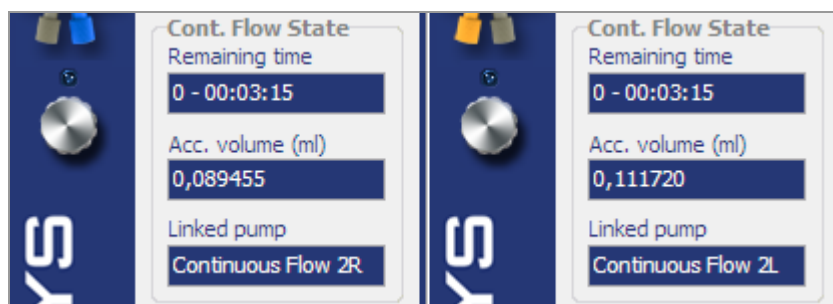 Cont. Flow State
Remaining time
0 - 00:03:15
Acc. volume (ml)
0,089455
Linked pump
Continuous Flow 2R
YS
Cont. Flow State
Remaining time
0 - 00:03:15
Acc. volume (ml)
0,111720
Linked pump
Continuous Flow 2L
YS